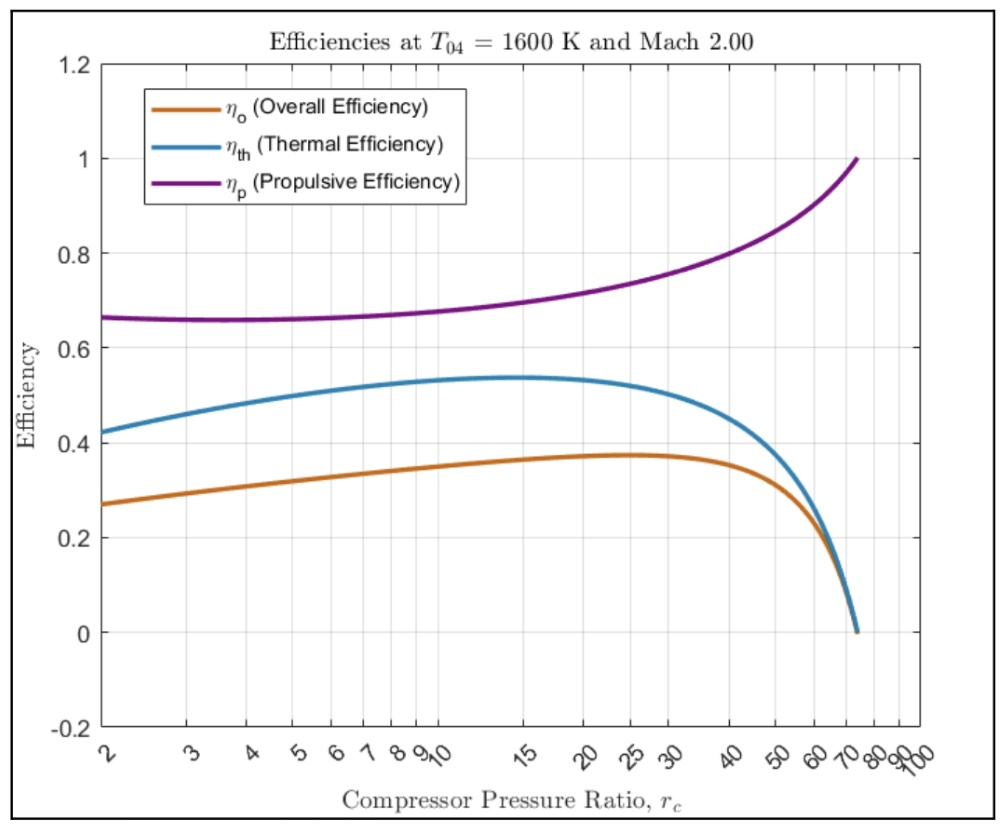 Efficiencies at T₀₄ = 1600 K and Mach 2.00
1.2
1
0.8
0.6
0.4
0.2
0
-0.2
Efficiency
ηₒ (Overall Efficiency)
ηth (Thermal Efficiency)
ηp (Propulsive Efficiency)
2 3 4 5 6 7 8 9 10 15 20 25 30 40 50 60 70 80 90 100
Compressor Pressure Ratio, r_c